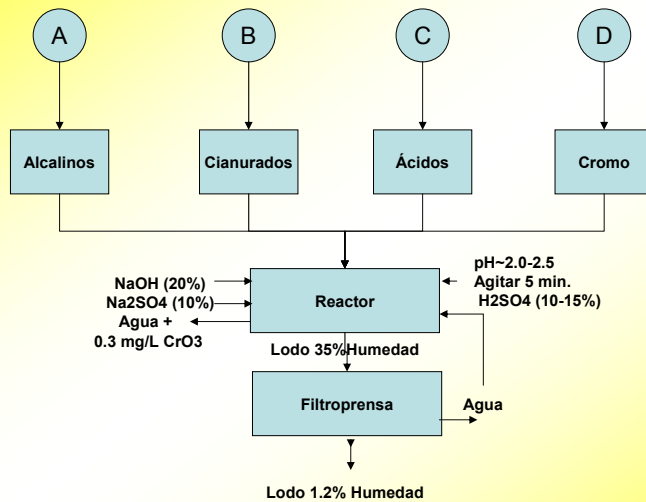 A
B
C
D
Alcalinos
Cianurados
Ácidos
Cromo
NaOH (20%)
Na2SO4 (10%)
Agua +
0.3 mg/L CrO3
Reactor
pH~2.0-2.5
Agitar 5 min.
H2SO4 (10-15%)
Lodo 35%Humedad
Filtroprensa
Agua
Lodo 1.2% Humedad